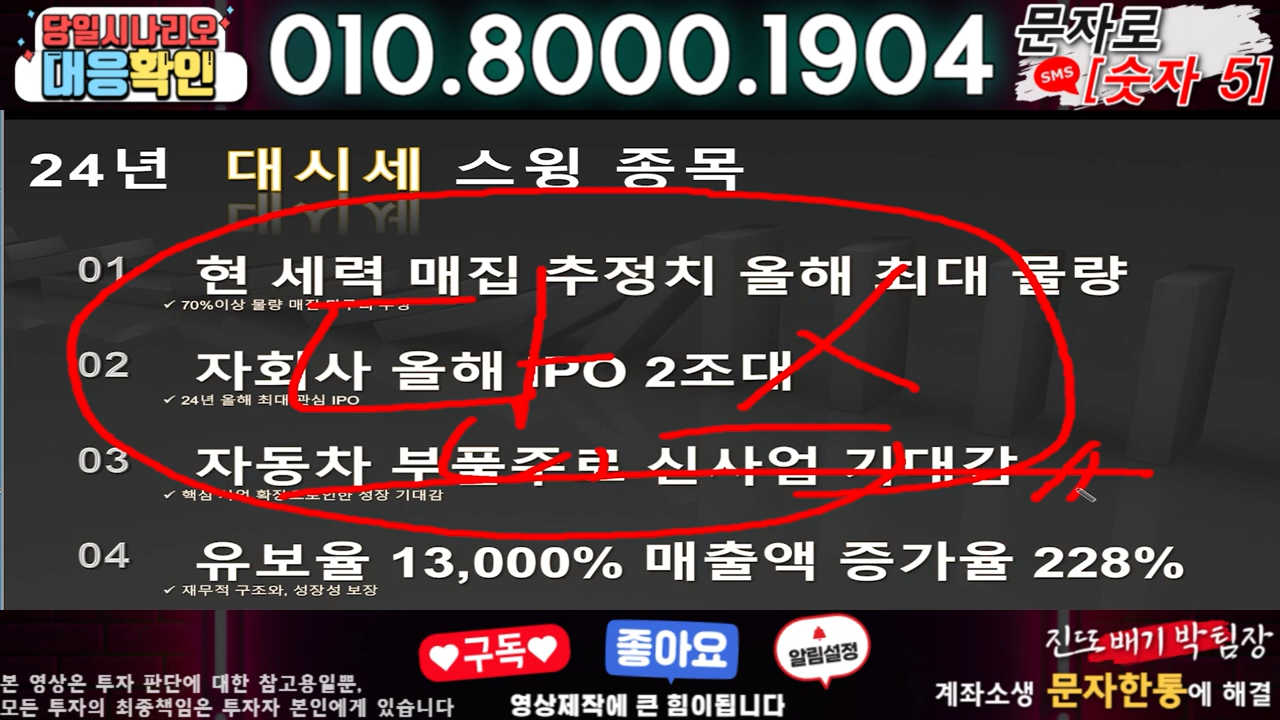 당일시나리오
대응확인
010.8000.1904
문자로
SMS [숫자 5]
24년 대시세 스윙 종목
01 현 세력 매집 추정치 올해 최대 물량
✓ 70%이상 물량 매집
02 자회사 올해 IPO 2조대
✓ 24년 올해 최대 관심 IPO
03 자동차 부품주로 신사업 기대감
✓ 핵심 사업 확장으로인한 성장 기대감
04 유보율 13,000% 매출액 증가율 228%
✓ 재무적 구조와, 성장성 보장
구독
좋아요
알림설정
영상제작에 큰 힘이됩니다
본 영상은 투자 판단에 대한 참고용일뿐,
모든 투자의 최종책임은 투자자 본인에게 있습니다
진또배기 박팀장
계좌소생 문자한통에 해결